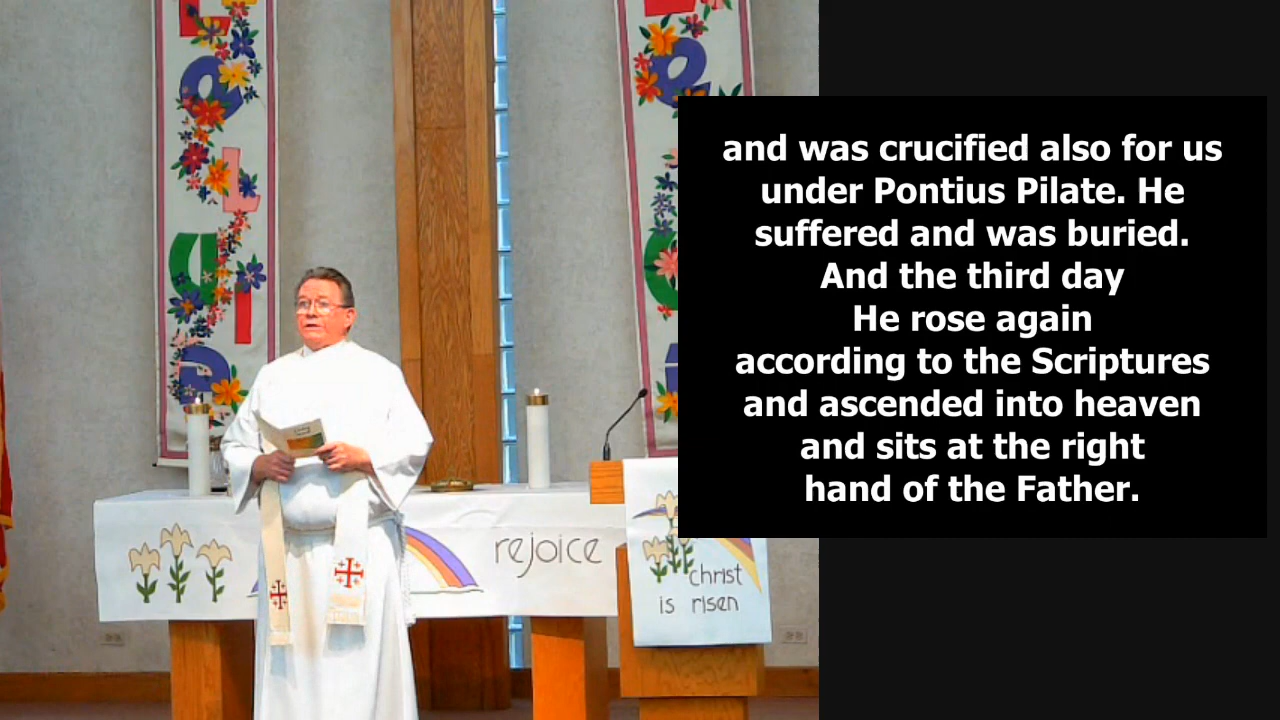 and was crucified also for us
under Pontius Pilate. He
suffered and was buried.
And the third day
He rose again
according to the Scriptures
and ascended into heaven
and sits at the right
hand of the Father.
rejoice
christ
is risen